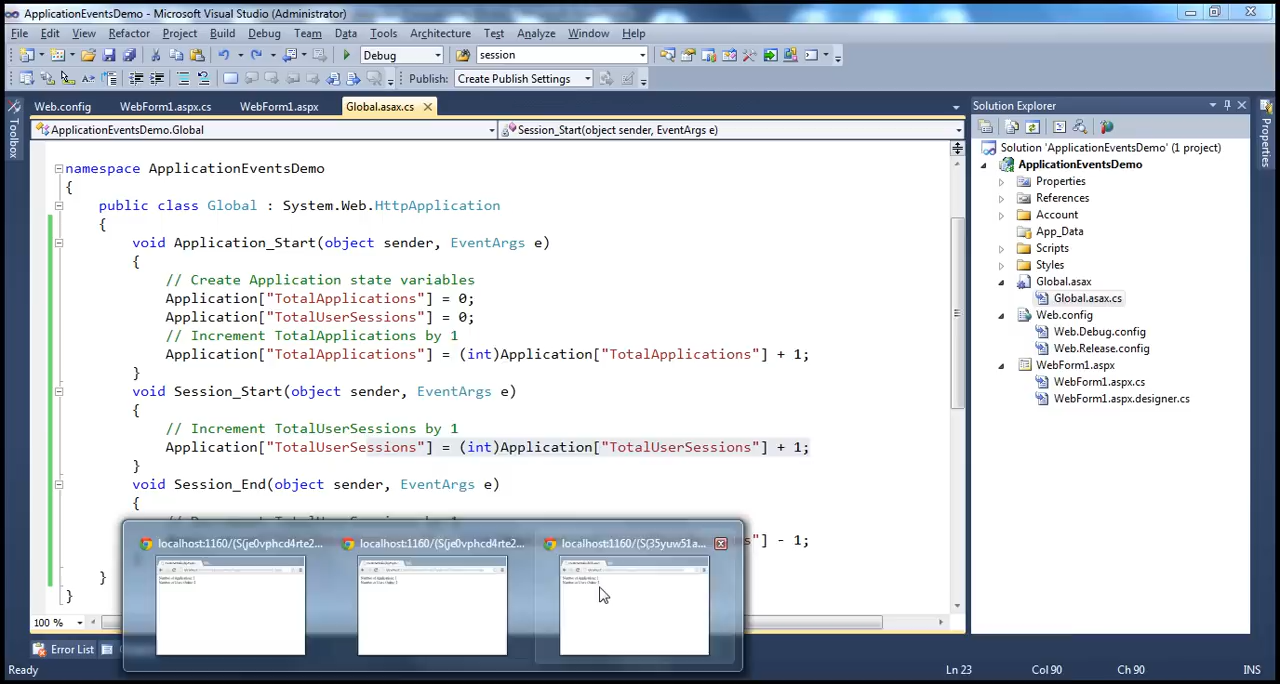 ApplicationEventsDemo - Microsoft Visual Studio (Administrator)
File Edit View Refactor Project Build Debug Team Data Tools Architecture Test Analyze Window Help
Debug session
Publish: Create Publish Settings
Web.config WebForm1.aspx.cs WebForm1.aspx Global.asax.cs
ApplicationEventsDemo.Global Session_Start(object sender, EventArgs e)
Toolbox
namespace ApplicationEventsDemo
{
public class Global : System.Web.HttpApplication
{
void Application_Start(object sender, EventArgs e)
{
// Create Application state variables
Application["TotalApplications"] = 0;
Application["TotalUserSessions"] = 0;
// Increment TotalApplications by 1
Application["TotalApplications"] = (int)Application["TotalApplications"] + 1;
}
void Session_Start(object sender, EventArgs e)
{
// Increment TotalUserSessions by 1
Application["TotalUserSessions"] = (int)Application["TotalUserSessions"] + 1;
}
void Session_End(object sender, EventArgs e)
{
s"] - 1;
}
}
localhost:1160/(S(je0vphcd4rte2... localhost:1160/(S(je0vphcd4rte2... localhost:1160/(S(35yuw51a...
100 %
Error List
Ready Ln 23 Col 90 Ch 90 INS
Solution Explorer
Solution 'ApplicationEventsDemo' (1 project)
ApplicationEventsDemo
Properties
References
Account
App_Data
Scripts
Styles
Global.asax
Global.asax.cs
Web.config
Web.Debug.config
Web.Release.config
WebForm1.aspx
WebForm1.aspx.cs
WebForm1.aspx.designer.cs
Properties